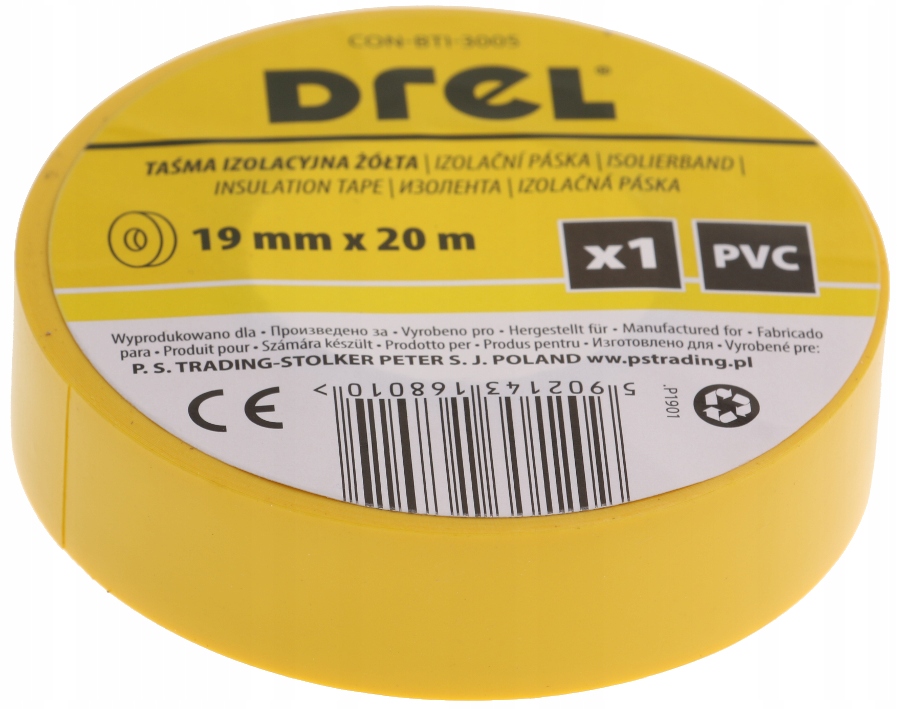 CON-BTI-3005
DreL®
TAŚMA IZOLACYJNA ŻÓŁTA | IZOLAČNÍ PÁSKA | ISOLIERBAND |
INSULATION TAPE | ИЗОЛЕНТА | IZOLAČNÁ PÁSKA
19 mm x 20 m
x1
PVC
Wyprodukowano dla • Произведено за • Vyrobeno pro • Hergestellt für • Manufactured for • Fabricado
para • Produit pour • Számára készült • Prodotto per • Produs pentru • Изготовлено для • Vyrobené pre:
P. S. TRADING-STOLKER PETER S. J. POLAND ww.pstrading.pl
CE
5 902143 168010 >
.P1901